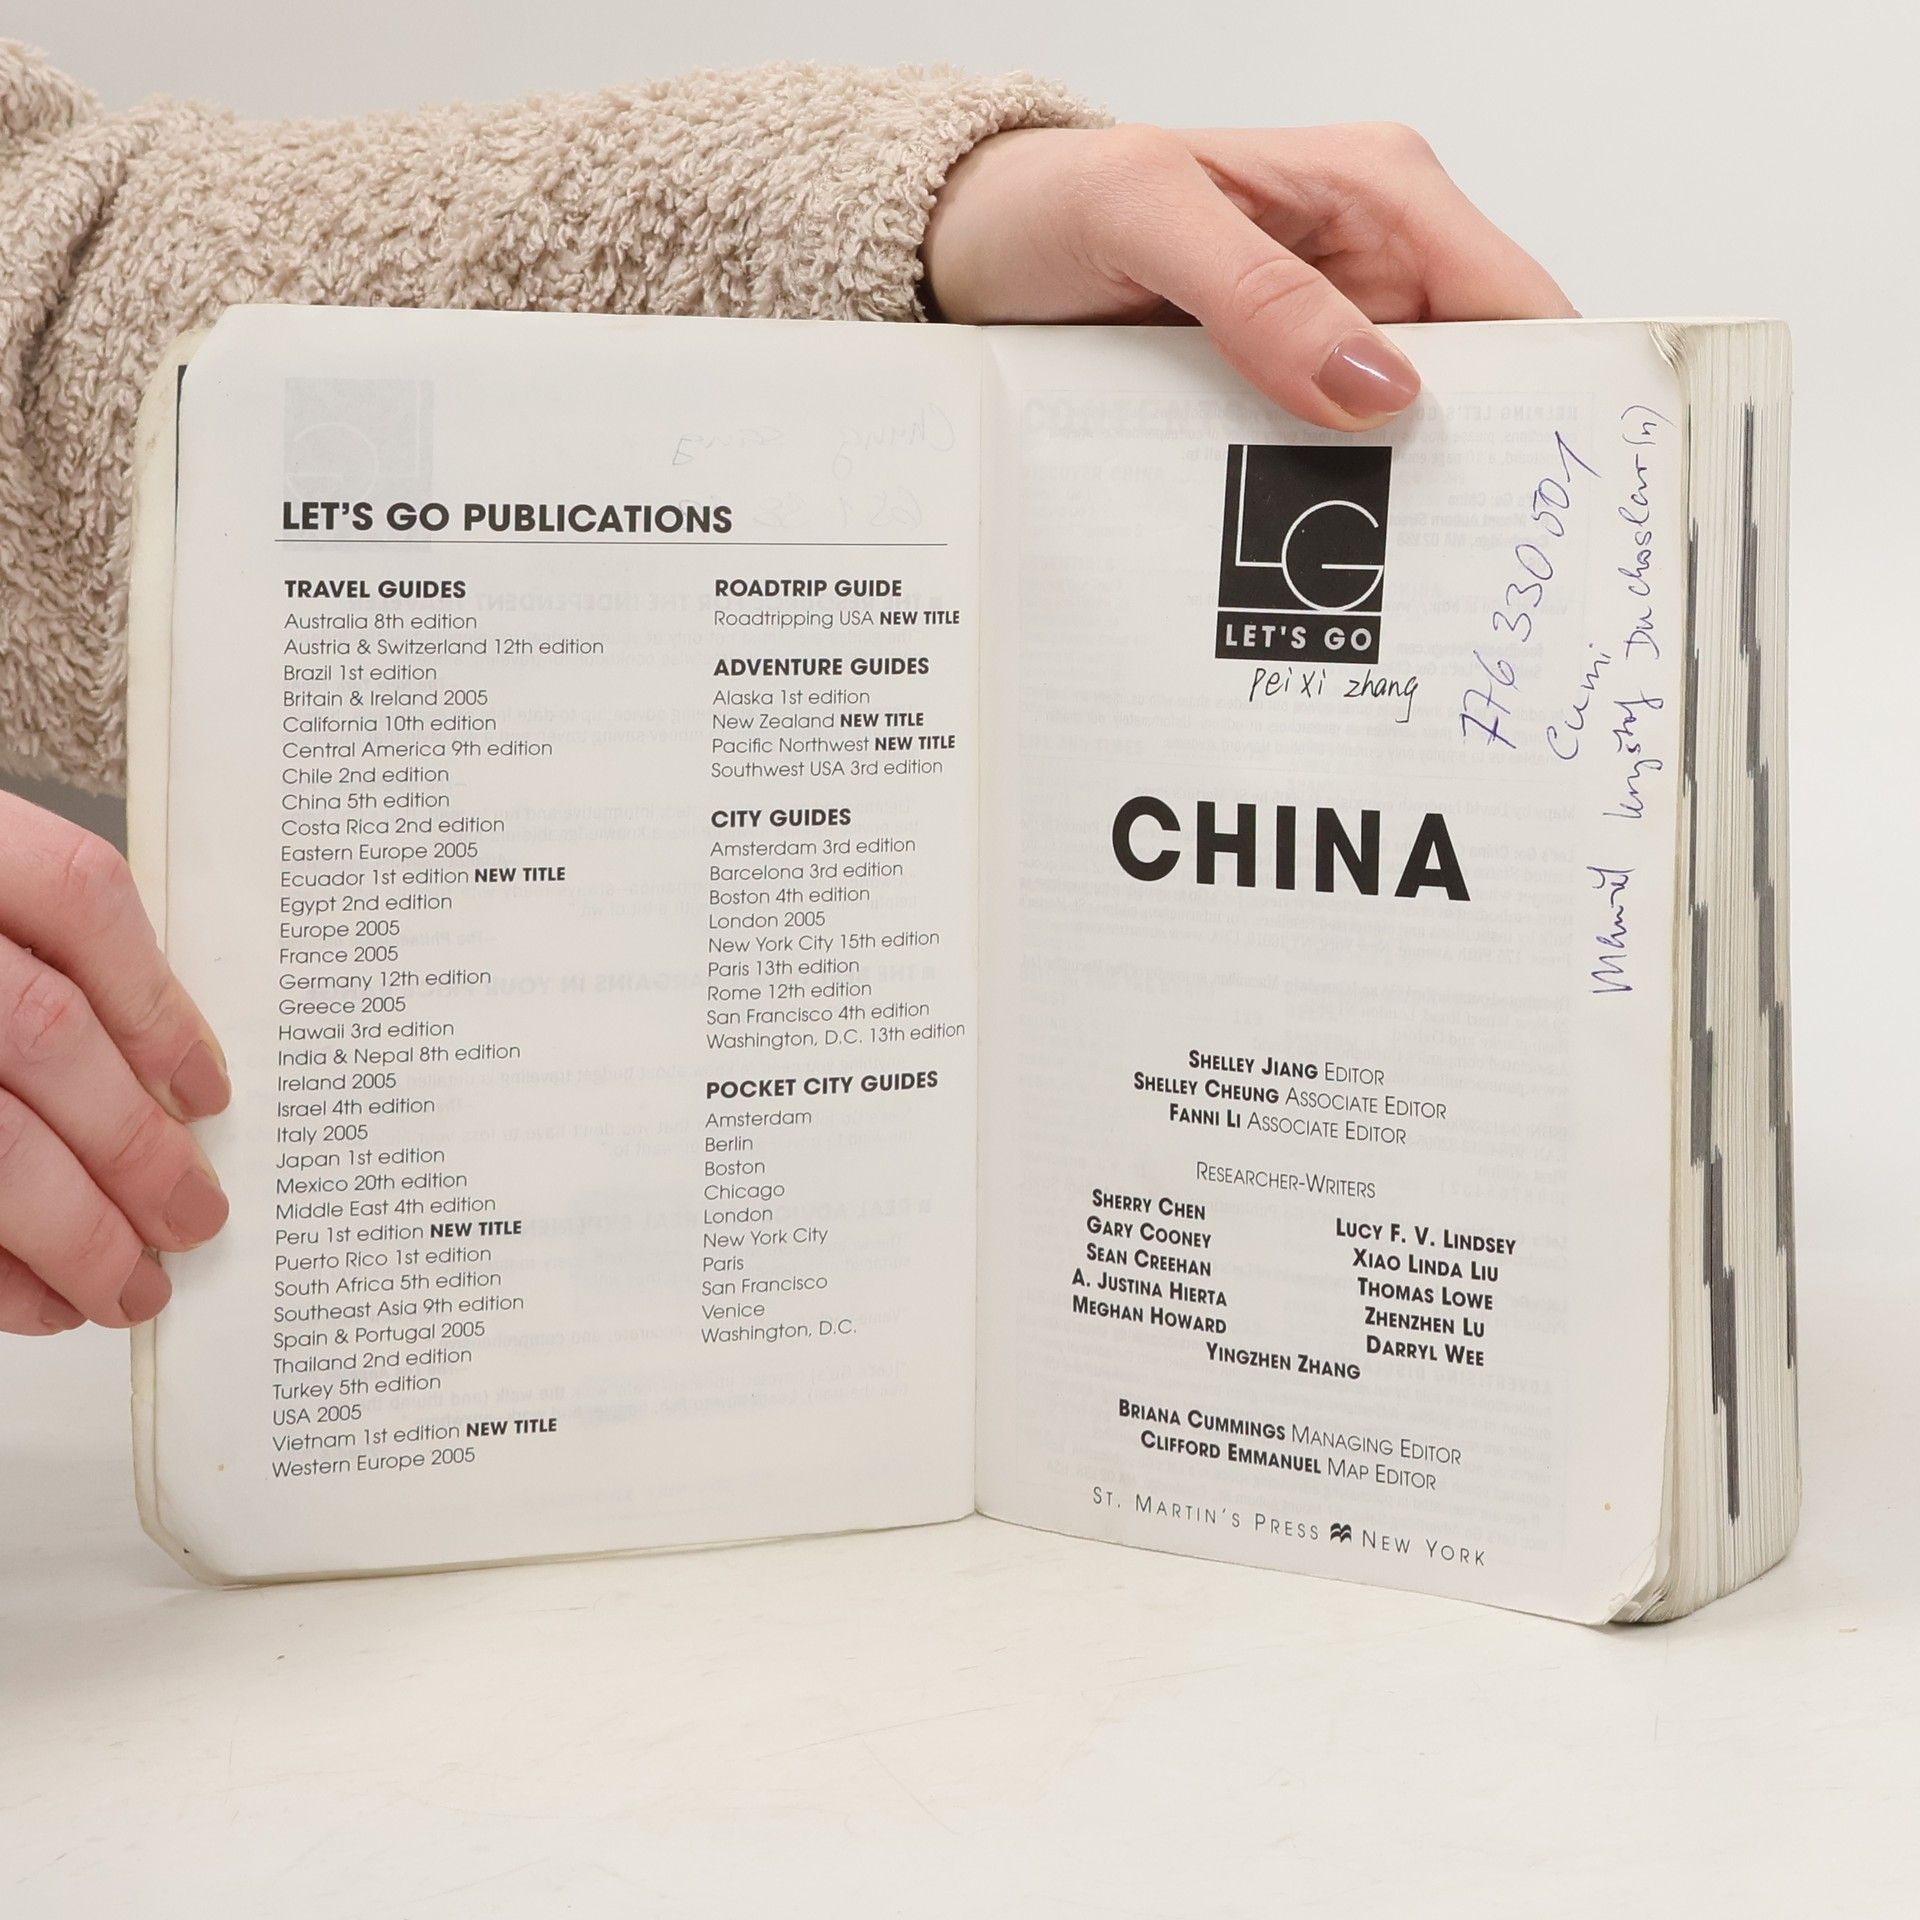 LET'S GO PUBLICATIONS
TRAVEL GUIDES
Australia 8th edition
Austria & Switzerland 12th edition
Brazil 1st edition
Britain & Ireland 2005
California 10th edition
Central America 9th edition
Chile 2nd edition
China 5th edition
Costa Rica 2nd edition
Eastern Europe 2005
Ecuador 1st edition NEW TITLE
Egypt 2nd edition
Europe 2005
France 2005
Germany 12th edition
Greece 2005
Hawaii 3rd edition
India & Nepal 8th edition
Ireland 2005
Israel 4th edition
Italy 2005
Japan 1st edition
Mexico 20th edition
Middle East 4th edition
Peru 1st edition NEW TITLE
Puerto Rico 1st edition
South Africa 5th edition
Southeast Asia 9th edition
Spain & Portugal 2005
Thailand 2nd edition
Turkey 5th edition
USA 2005
Vietnam 1st edition NEW TITLE
Western Europe 2005
ROADTRIP GUIDE
Roadtripping USA NEW TITLE
ADVENTURE GUIDES
Alaska 1st edition
New Zealand NEW TITLE
Pacific Northwest NEW TITLE
Southwest USA 3rd edition
CITY GUIDES
Amsterdam 3rd edition
Barcelona 3rd edition
Boston 4th edition
London 2005
New York City 15th edition
Paris 13th edition
Rome 12th edition
San Francisco 4th edition
Washington, D.C. 13th edition
POCKET CITY GUIDES
Amsterdam
Berlin
Boston
Chicago
London
New York City
Paris
San Francisco
Venice
Washington, D.C.
LG
LET'S GO
peixi zhang
776 330 501
CHINA
SHELLEY JIANG EDITOR
SHELLEY CHEUNG ASSOCIATE EDITOR
FANNI LI ASSOCIATE EDITOR
RESEARCHER-WRITERS
SHERRY CHEN
GARY COONEY
SEAN CREEHAN
A. JUSTINA HIERTA
MEGHAN HOWARD
LUCY F. V. LINDSEY
XIAO LINDA LIU
THOMAS LOWE
ZHENZHEN LU
DARRYL WEE
YINGZHEN ZHANG
BRIANA CUMMINGS MANAGING EDITOR
CLIFFORD EMMANUEL MAP EDITOR
ST. MARTIN'S PRESS NEW YORK